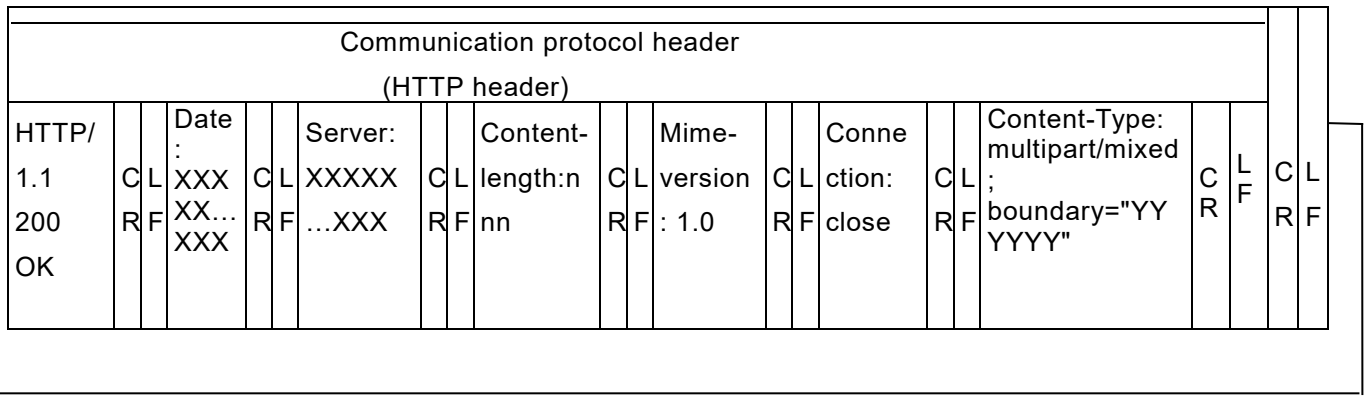 Communication protocol header
(HTTP header)
HTTP/
1.1
200
OK
C
R
L
F
Date
:
XXX
XX...
XXX
C
R
L
F
Server:
XXXXX
...XXX
C
R
L
F
Content-
length:n
nn
C
R
L
F
Mime-
version
: 1.0
C
R
L
F
Conne
ction:
close
C
R
L
F
Content-Type:
multipart/mixed
;
boundary="YY
YYYY"
C
R
L
F
C
R
L
F